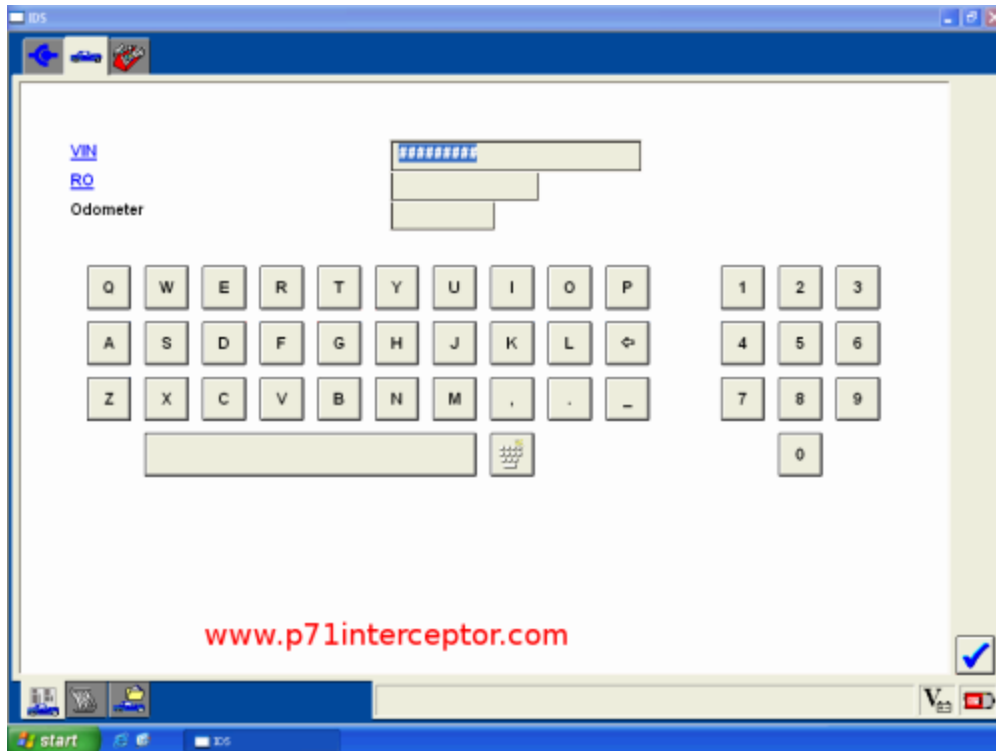 IDS
VIN #########
RO
Odometer
Q W E R T Y U I O P 1 2 3
A S D F G H J K L 4 5 6
Z X C V B N M , . _ 7 8 9
0
www.p71interceptor.com
V
start IDS